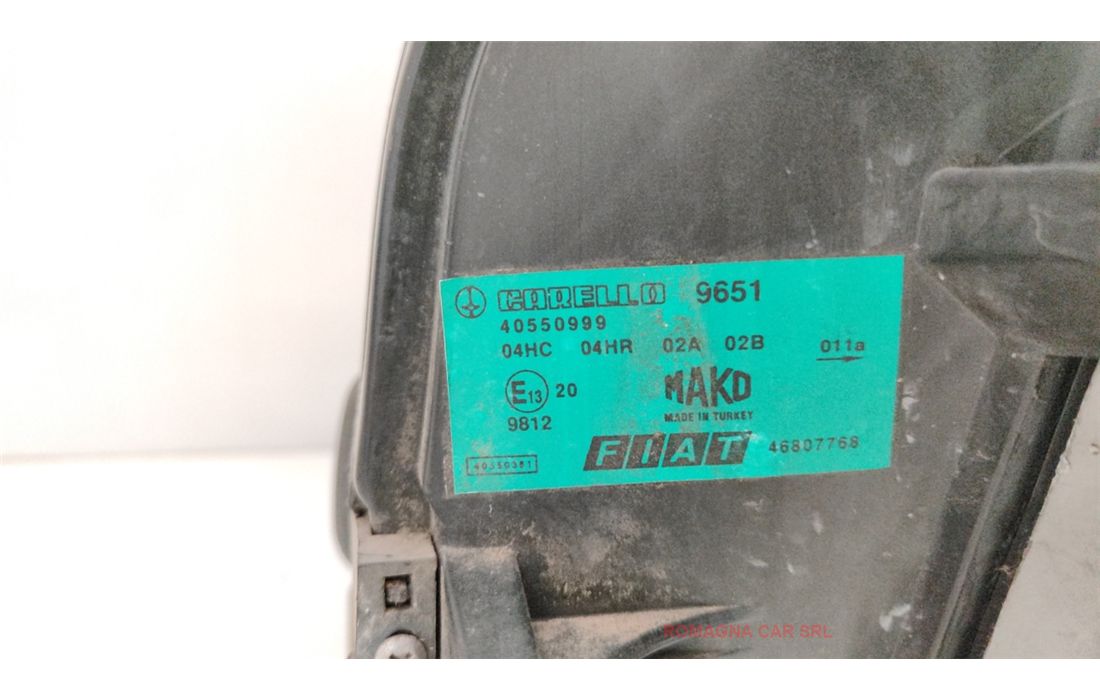 CARELLO 9651
40550999
04HC 04HR 02A 02B 011a
E13 20
MAKO
MADE IN TURKEY
9812
FIAT 46807768
40550381
ROMAGNA CAR SRL